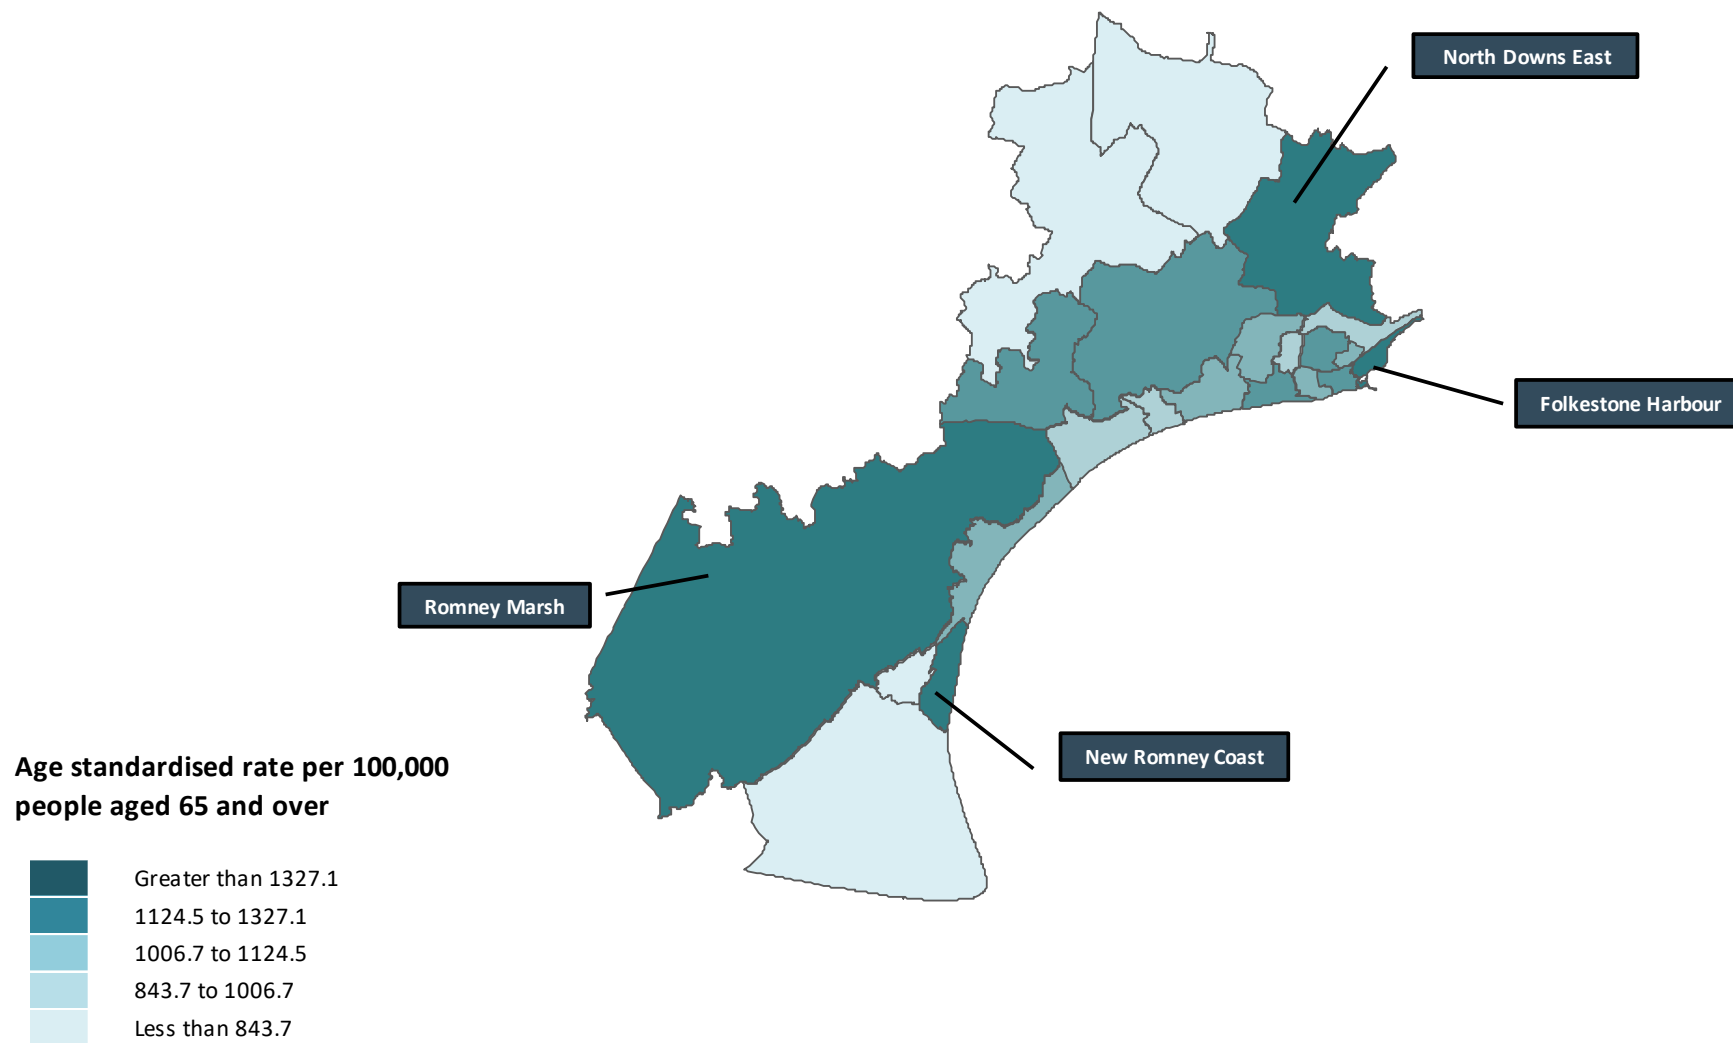 North Downs East
Folkestone Harbour
Romney Marsh
New Romney Coast
Age standardised rate per 100,000
people aged 65 and over
Greater than 1327.1
1124.5 to 1327.1
1006.7 to 1124.5
843.7 to 1006.7
Less than 843.7